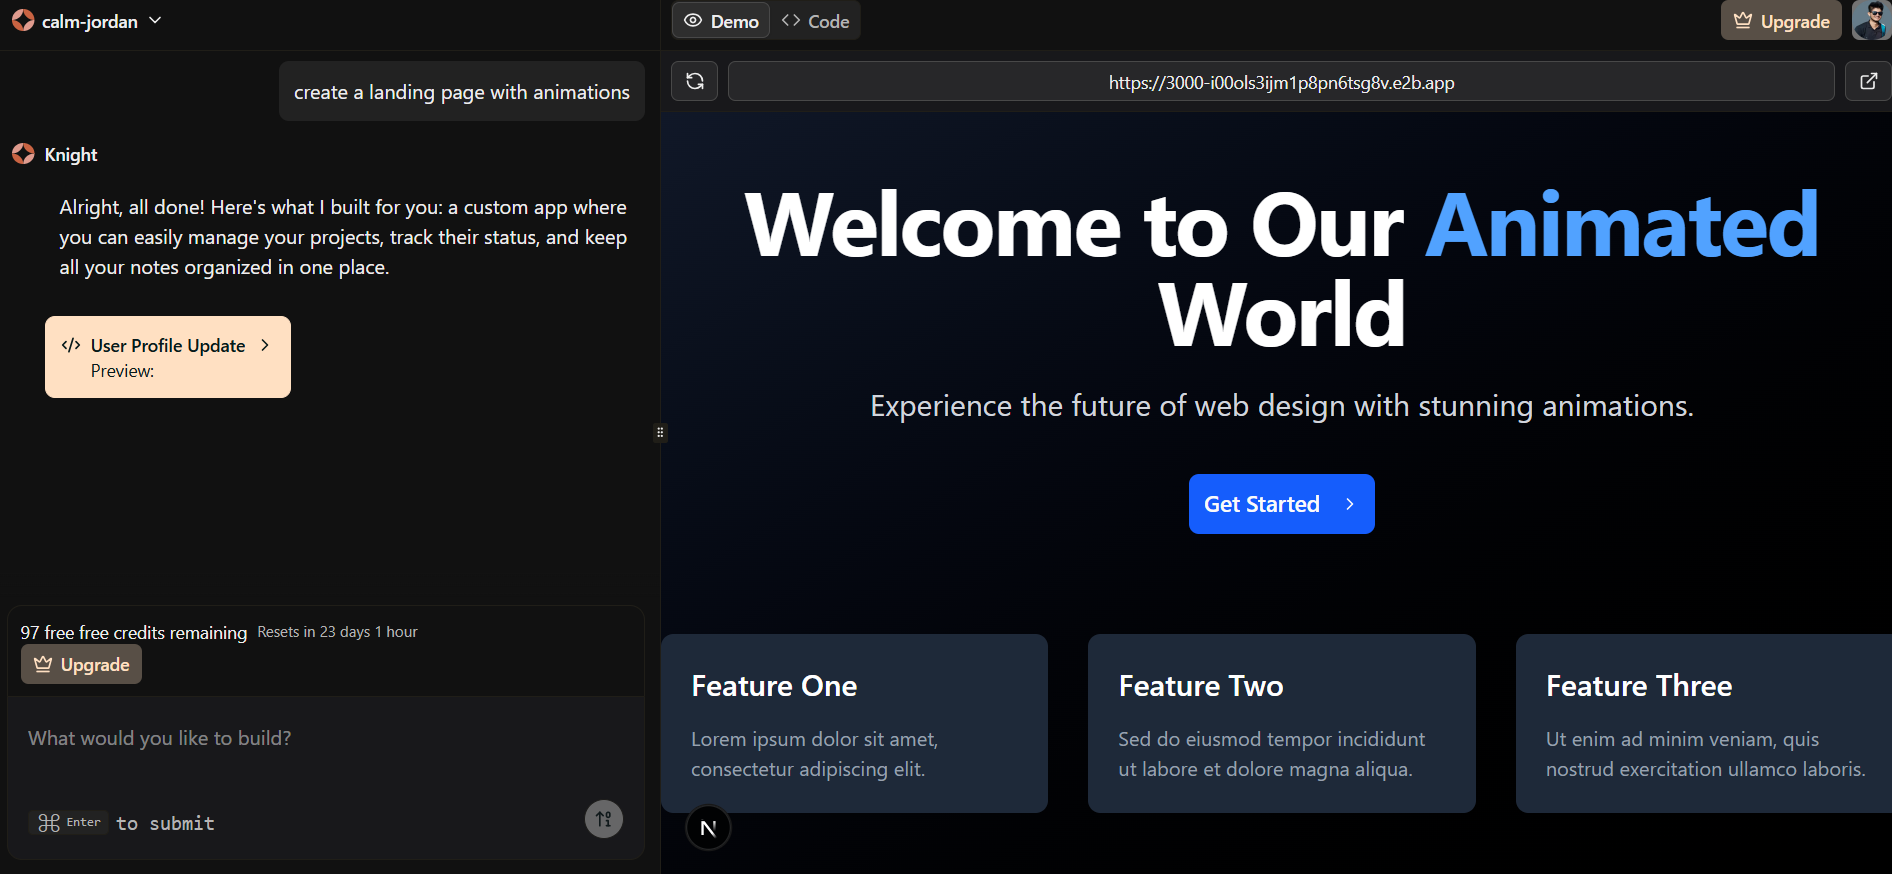 calm-jordan
create a landing page with animations
Knight
Alright, all done! Here's what I built for you: a custom app where
you can easily manage your projects, track their status, and keep
all your notes organized in one place.
User Profile Update
Preview:
97 free free credits remaining Resets in 23 days 1 hour
Upgrade
What would you like to build?
⌘ Enter to submit
Demo
Code
Upgrade
https://3000-i00ols3ijm1p8pn6tsg8v.e2b.app
Welcome to Our Animated
World
Experience the future of web design with stunning animations.
Get Started
Feature One
Lorem ipsum dolor sit amet,
consectetur adipiscing elit.
Feature Two
Sed do eiusmod tempor incididunt
ut labore et dolore magna aliqua.
Feature Three
Ut enim ad minim veniam, quis
nostrud exercitation ullamco laboris.
N